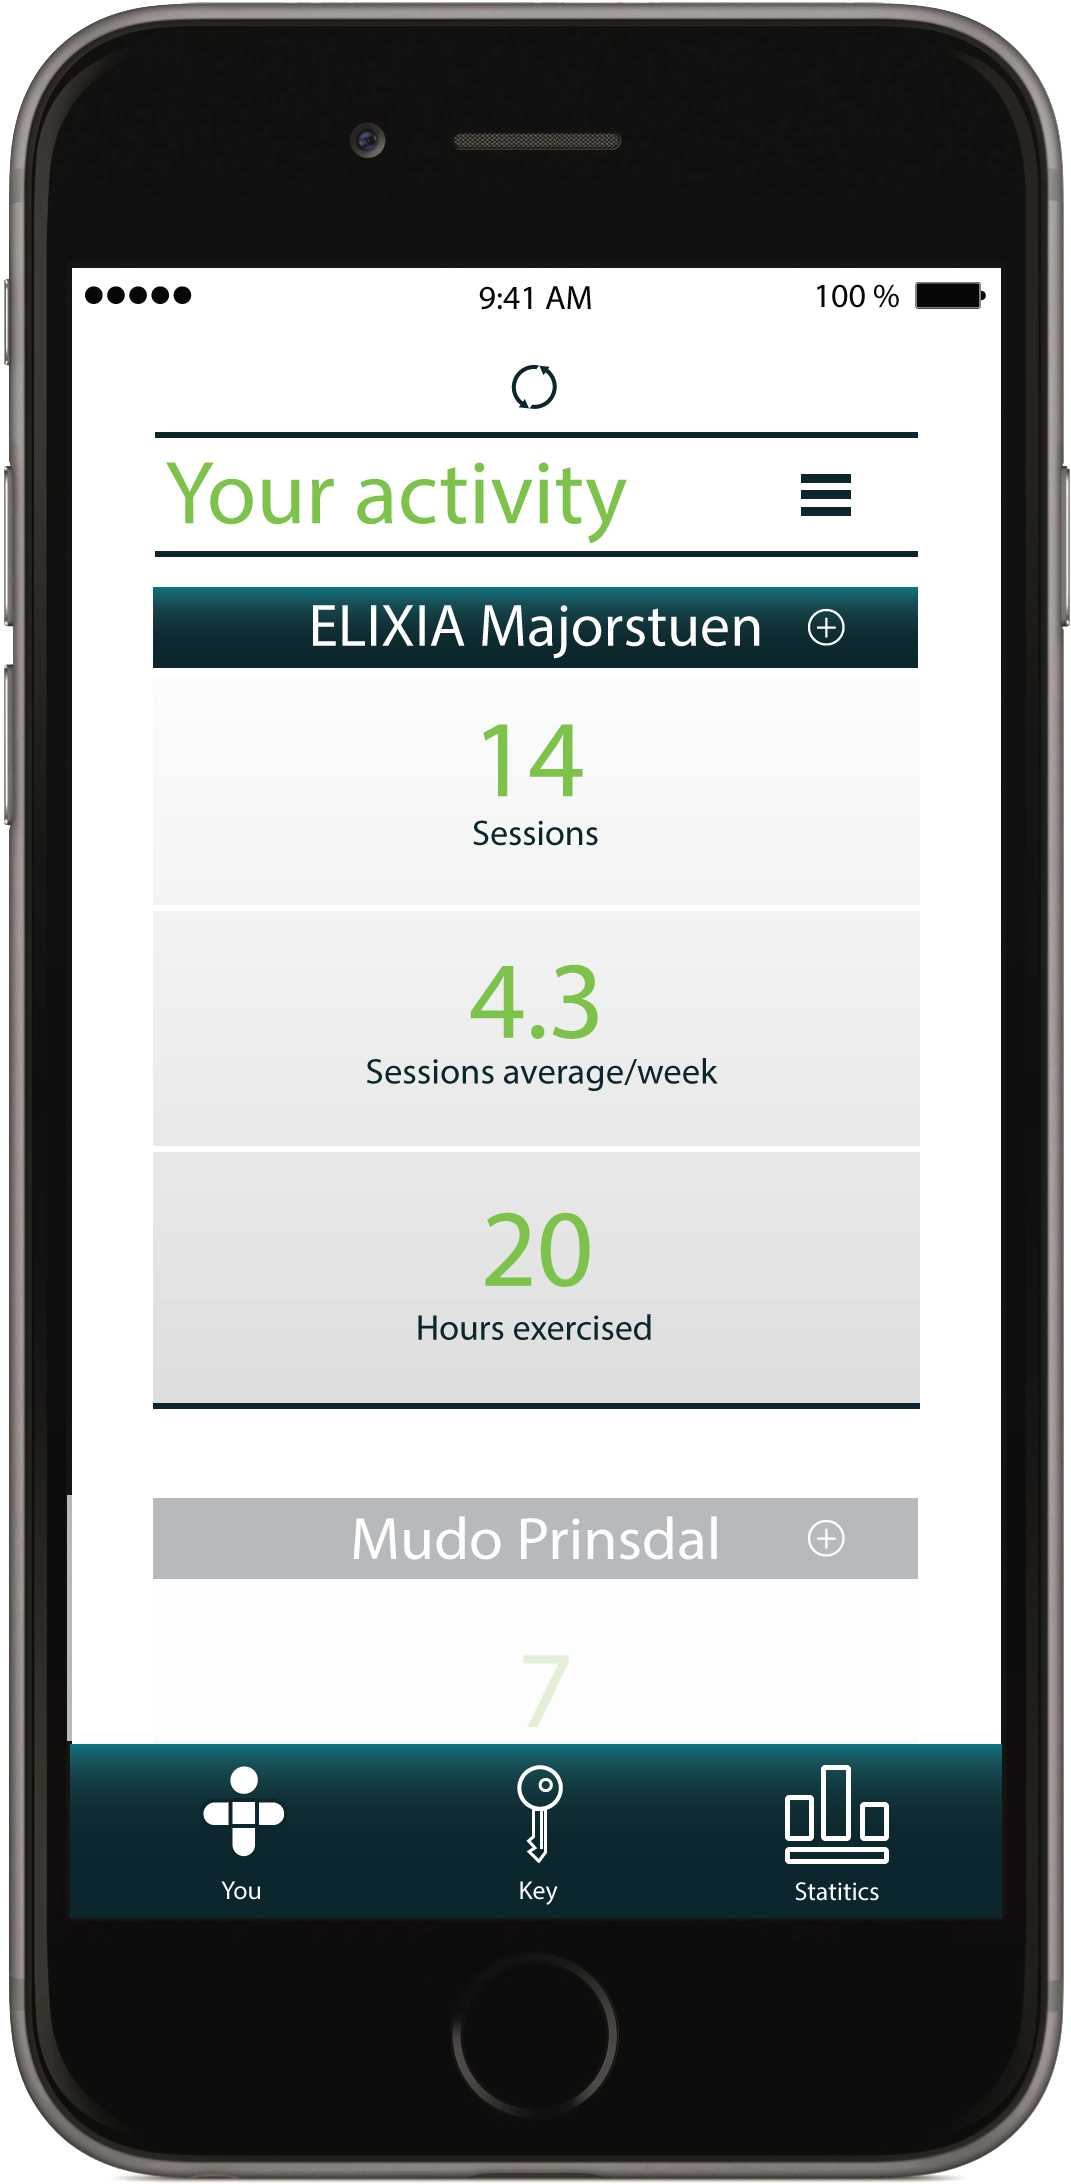 9:41 AM
100 %
Your activity
ELIXIA Majorstuen
14
Sessions
4.3
Sessions average/week
20
Hours exercised
Mudo Prinsdal
7
You
Key
Statitics